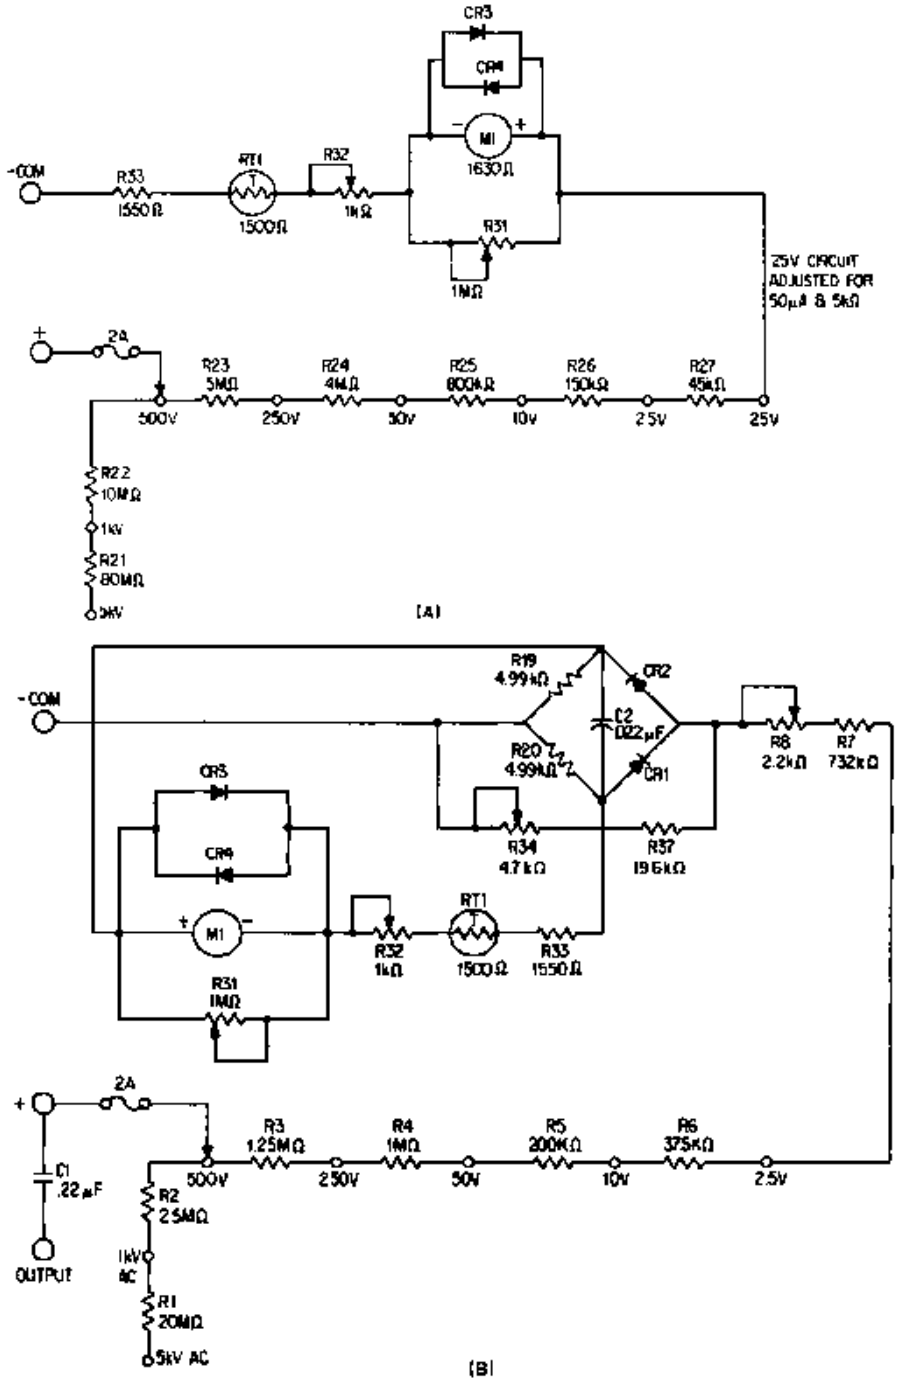 CR3
CR4
- M1 +
1630Ω
-COM
R33
1550Ω
RT1
T
1500Ω
R32
1kΩ
R31
1MΩ
25V CIRCUIT
ADJUSTED FOR
50µA & 5kΩ
+
2A
R23
5MΩ
R24
4MΩ
R25
800kΩ
R26
150kΩ
R27
45kΩ
500V
250V
50V
10V
25V
25V
R22
10MΩ
1kV
R21
80MΩ
5kV
(A)
-COM
R19
4.99kΩ
CR2
C2
.022µF
R20
4.99kΩ
CR1
R8
2.2kΩ
R7
732kΩ
CR3
CR4
R34
4.7kΩ
R37
19.6kΩ
+ M1 -
R32
1kΩ
RT1
T
1500Ω
R33
1550Ω
R31
1MΩ
+
2A
R3
1.25MΩ
R4
1MΩ
R5
200KΩ
R6
375KΩ
500V
250V
50V
10V
2.5V
C1
.22µF
OUTPUT
R2
2.5MΩ
1kV
AC
R1
20MΩ
5kV AC
(B)